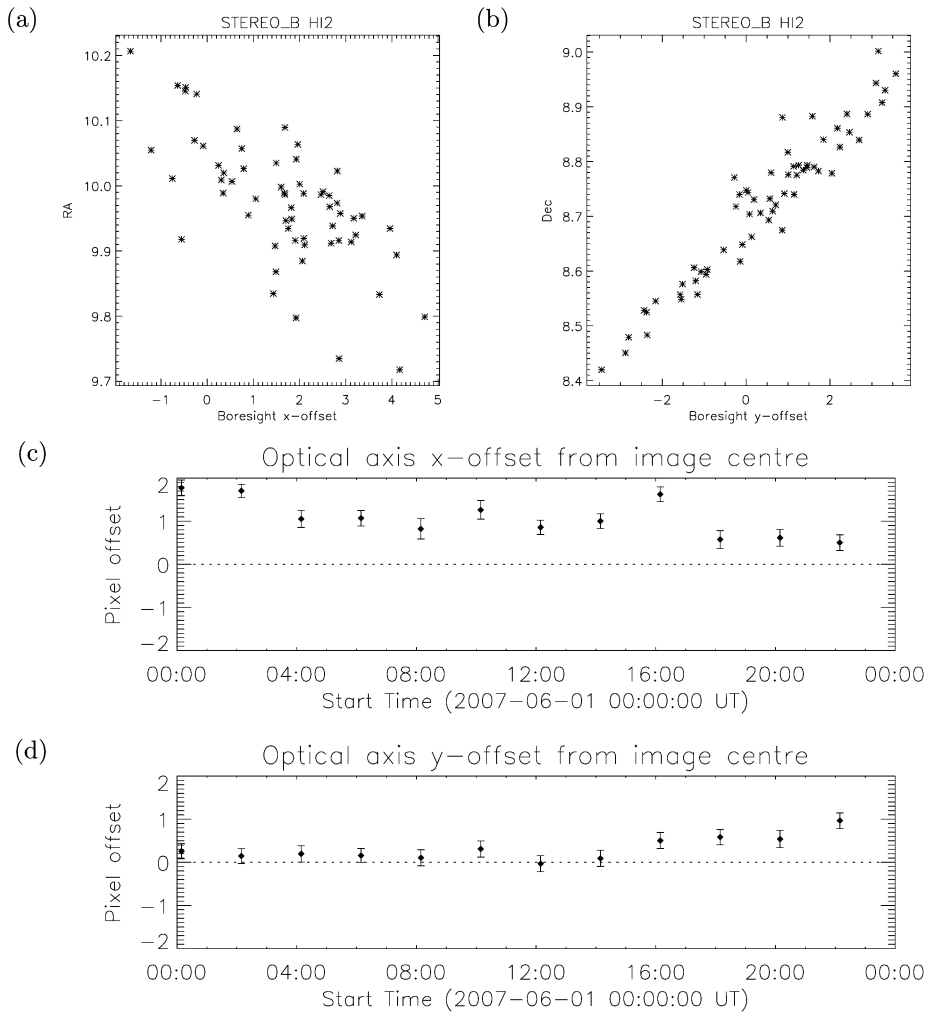 (a)
STEREO_B HI2
RA
10.2
10.1
10.0
9.9
9.8
9.7
−1 0 1 2 3 4 5
Boresight x−offset
(b)
STEREO_B HI2
Dec
9.0
8.9
8.8
8.7
8.6
8.5
8.4
−2 0 2
Boresight y−offset
(c)
Optical axis x−offset from image centre
Pixel offset
2
1
0
−1
−2
00:00 04:00 08:00 12:00 16:00 20:00 00:00
Start Time (2007−06−01 00:00:00 UT)
(d)
Optical axis y−offset from image centre
Pixel offset
2
1
0
−1
−2
00:00 04:00 08:00 12:00 16:00 20:00 00:00
Start Time (2007−06−01 00:00:00 UT)